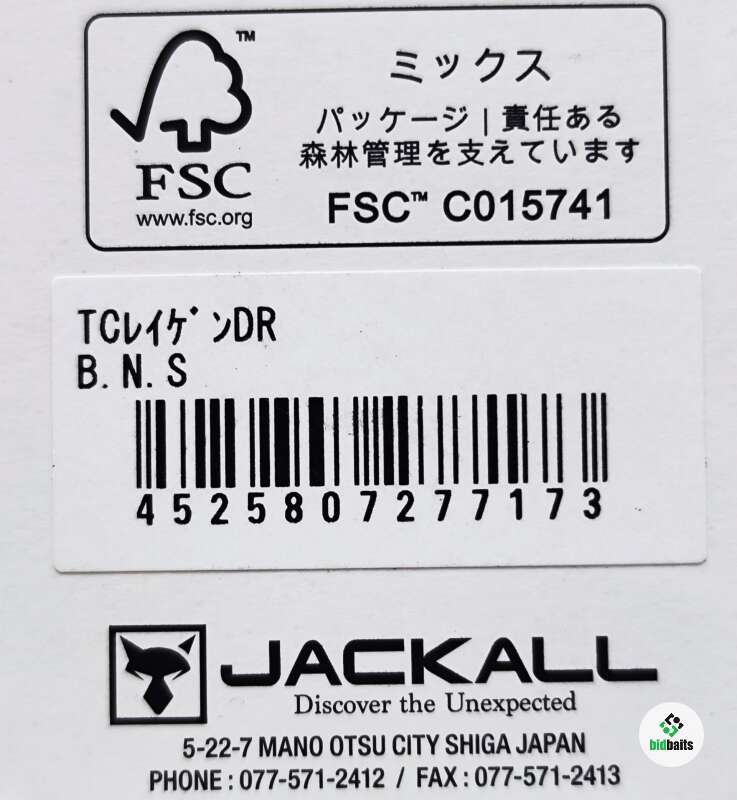 TM
ミックス
パッケージ | 責任ある
森林管理を支えています
FSC
www.fsc.org
FSC™ C015741
TCﾚｲｹﾞﾝDR
B.N.S
4525807277173
JACKALL
Discover the Unexpected
5-22-7 MANO OTSU CITY SHIGA JAPAN
PHONE : 077-571-2412 / FAX : 077-571-2413
bidbaits